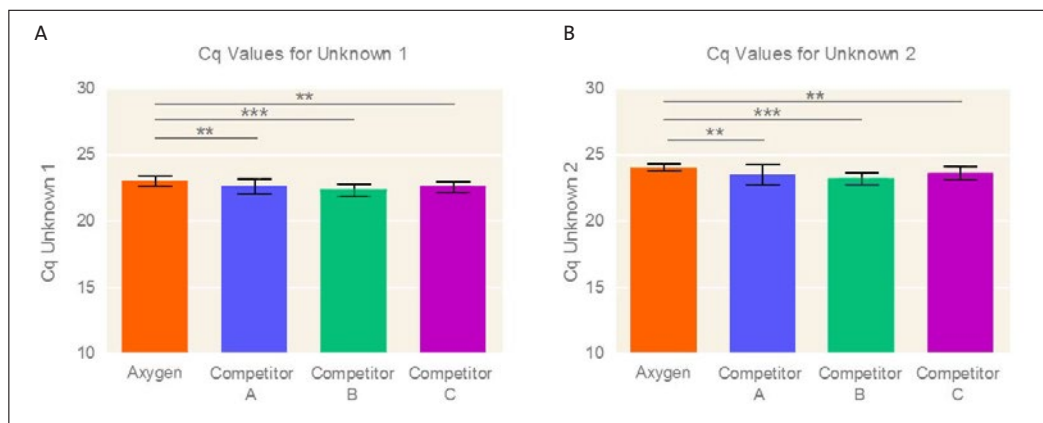 A
Cq Values for Unknown 1
30
25
20
15
10
Cq Unknown 1
**
***
**
Axygen
Competitor
A
Competitor
B
Competitor
C
B
Cq Values for Unknown 2
30
25
20
15
10
Cq Unknown 2
**
***
**
Axygen
Competitor
A
Competitor
B
Competitor
C